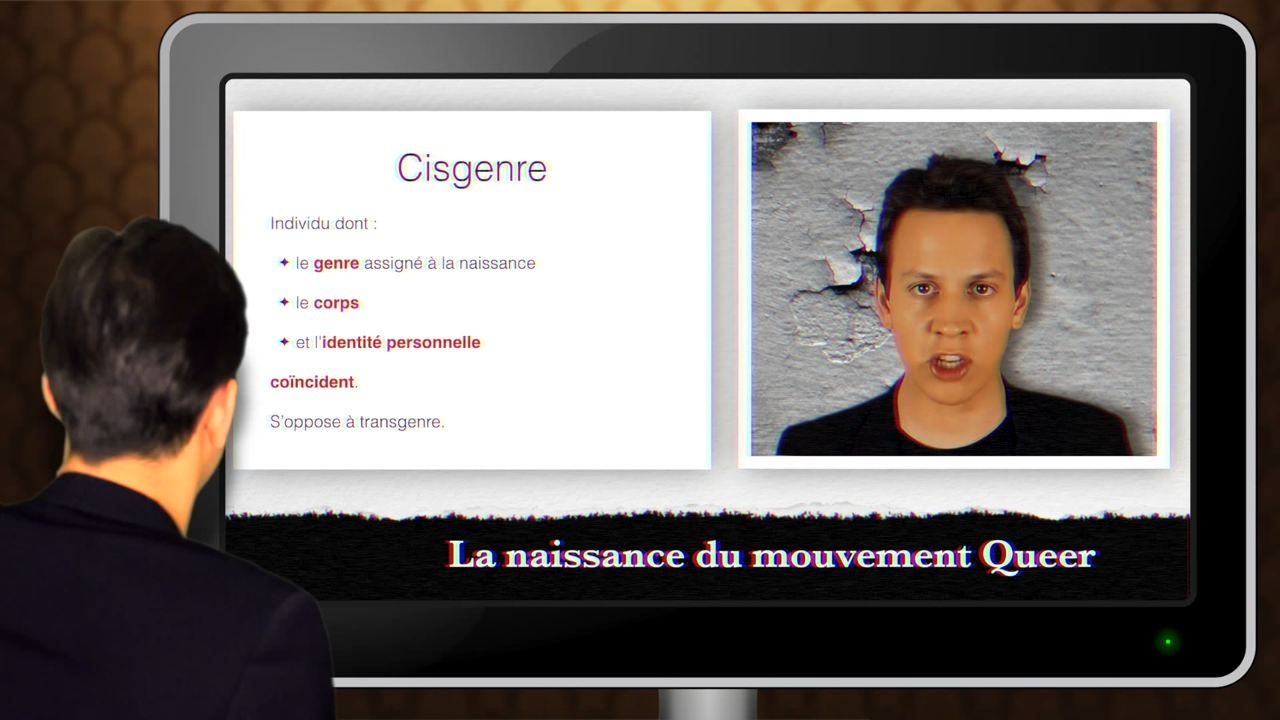 Cisgenre
Individu dont :
✦ le genre assigné à la naissance
✦ le corps
✦ et l'identité personnelle
coïncident.
S'oppose à transgenre.
La naissance du mouvement Queer